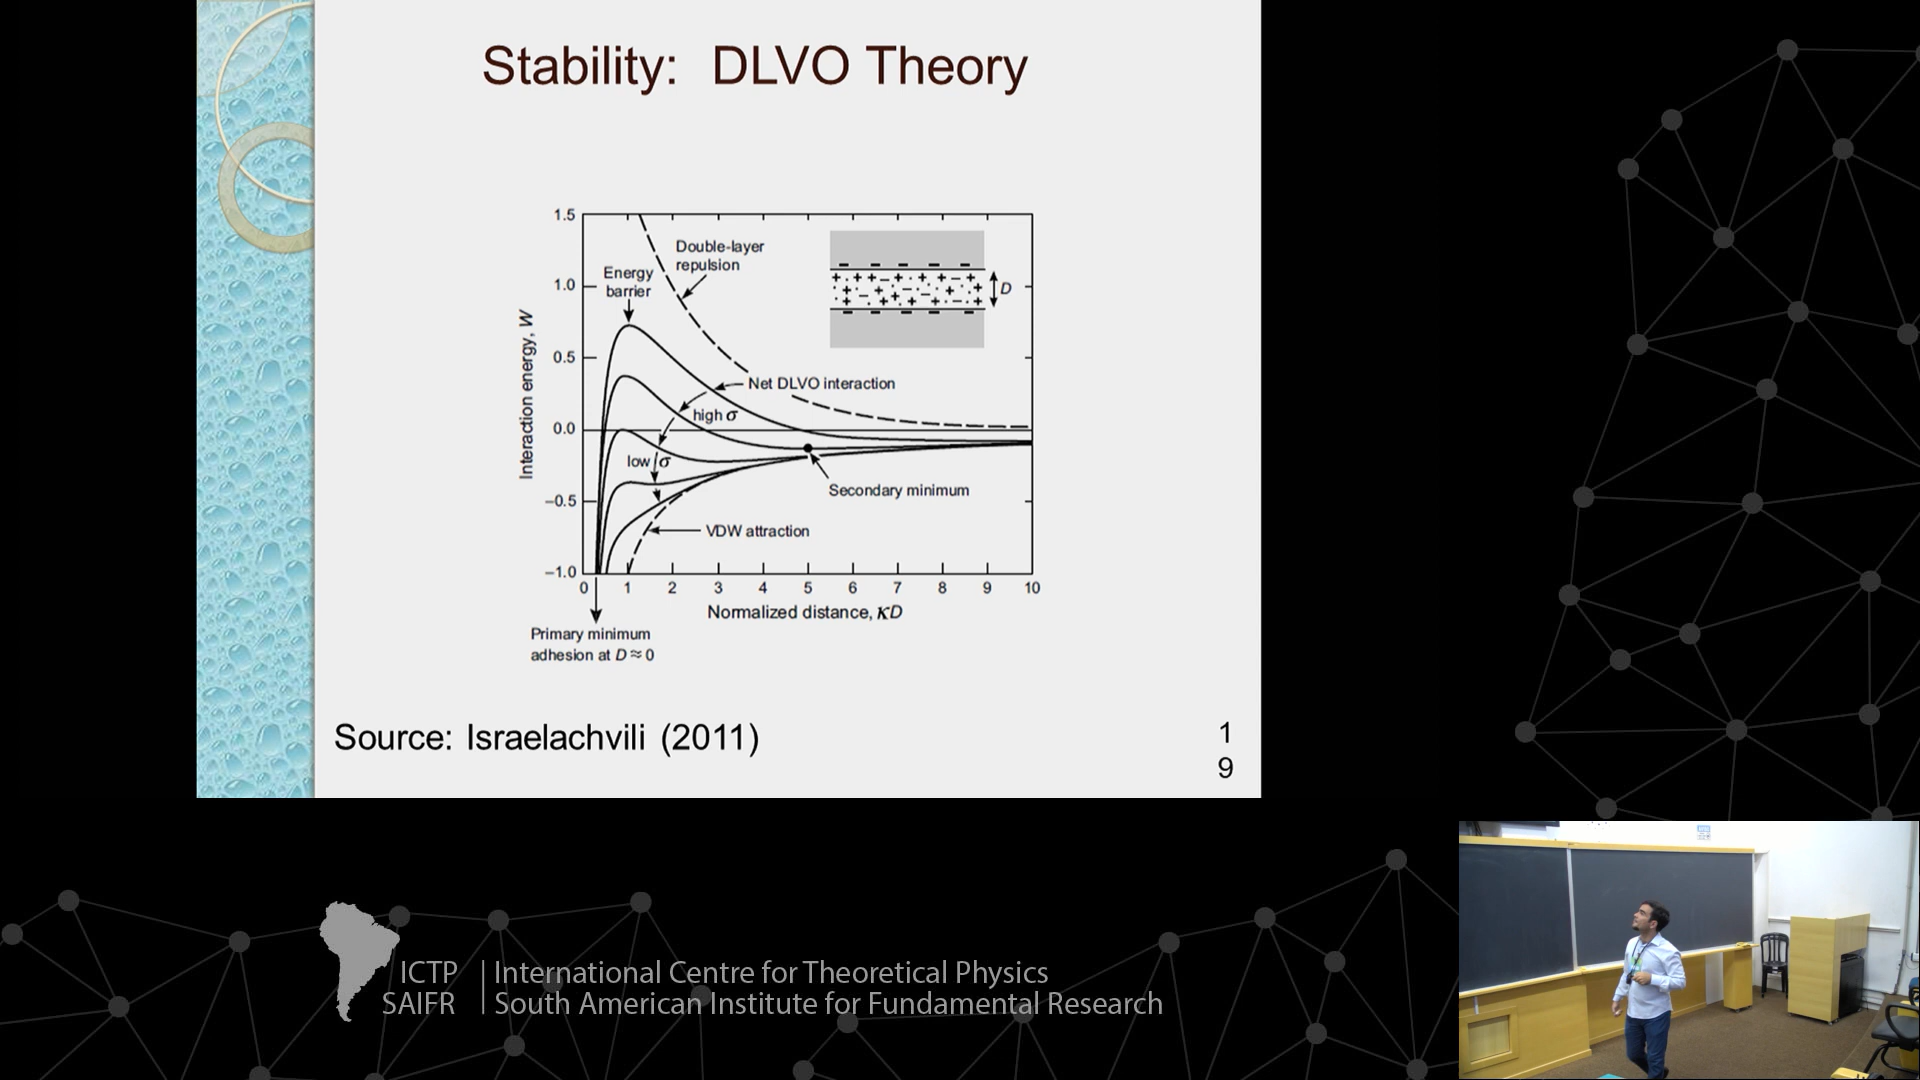 Stability: DLVO Theory
1.5
1.0
0.5
0.0
−0.5
−1.0
Interaction energy, W
Double-layer
repulsion
Energy
barrier
D
Net DLVO interaction
high σ
low σ
Secondary minimum
VDW attraction
0 1 2 3 4 5 6 7 8 9 10
Normalized distance, κD
Primary minimum
adhesion at D ≈ 0
Source: Israelachvili (2011)
1
9
ICTP
SAIFR
International Centre for Theoretical Physics
South American Institute for Fundamental Research